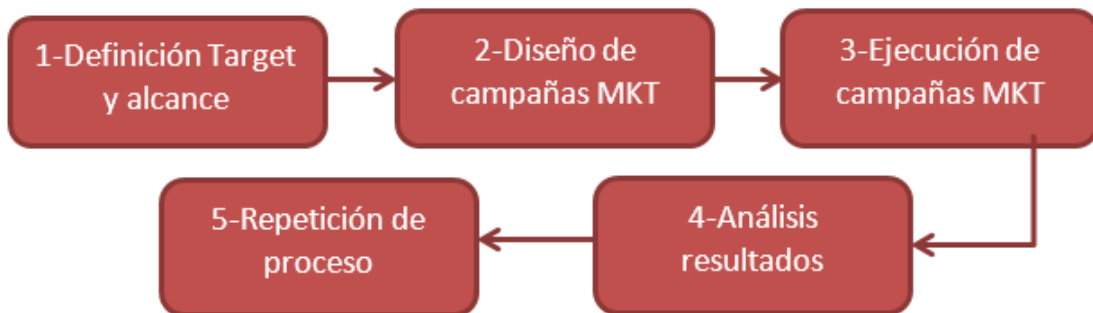 1-Definición Target
y alcance
2-Diseño de
campañas MKT
3-Ejecución de
campañas MKT
4-Análisis
resultados
5-Repetición de
proceso